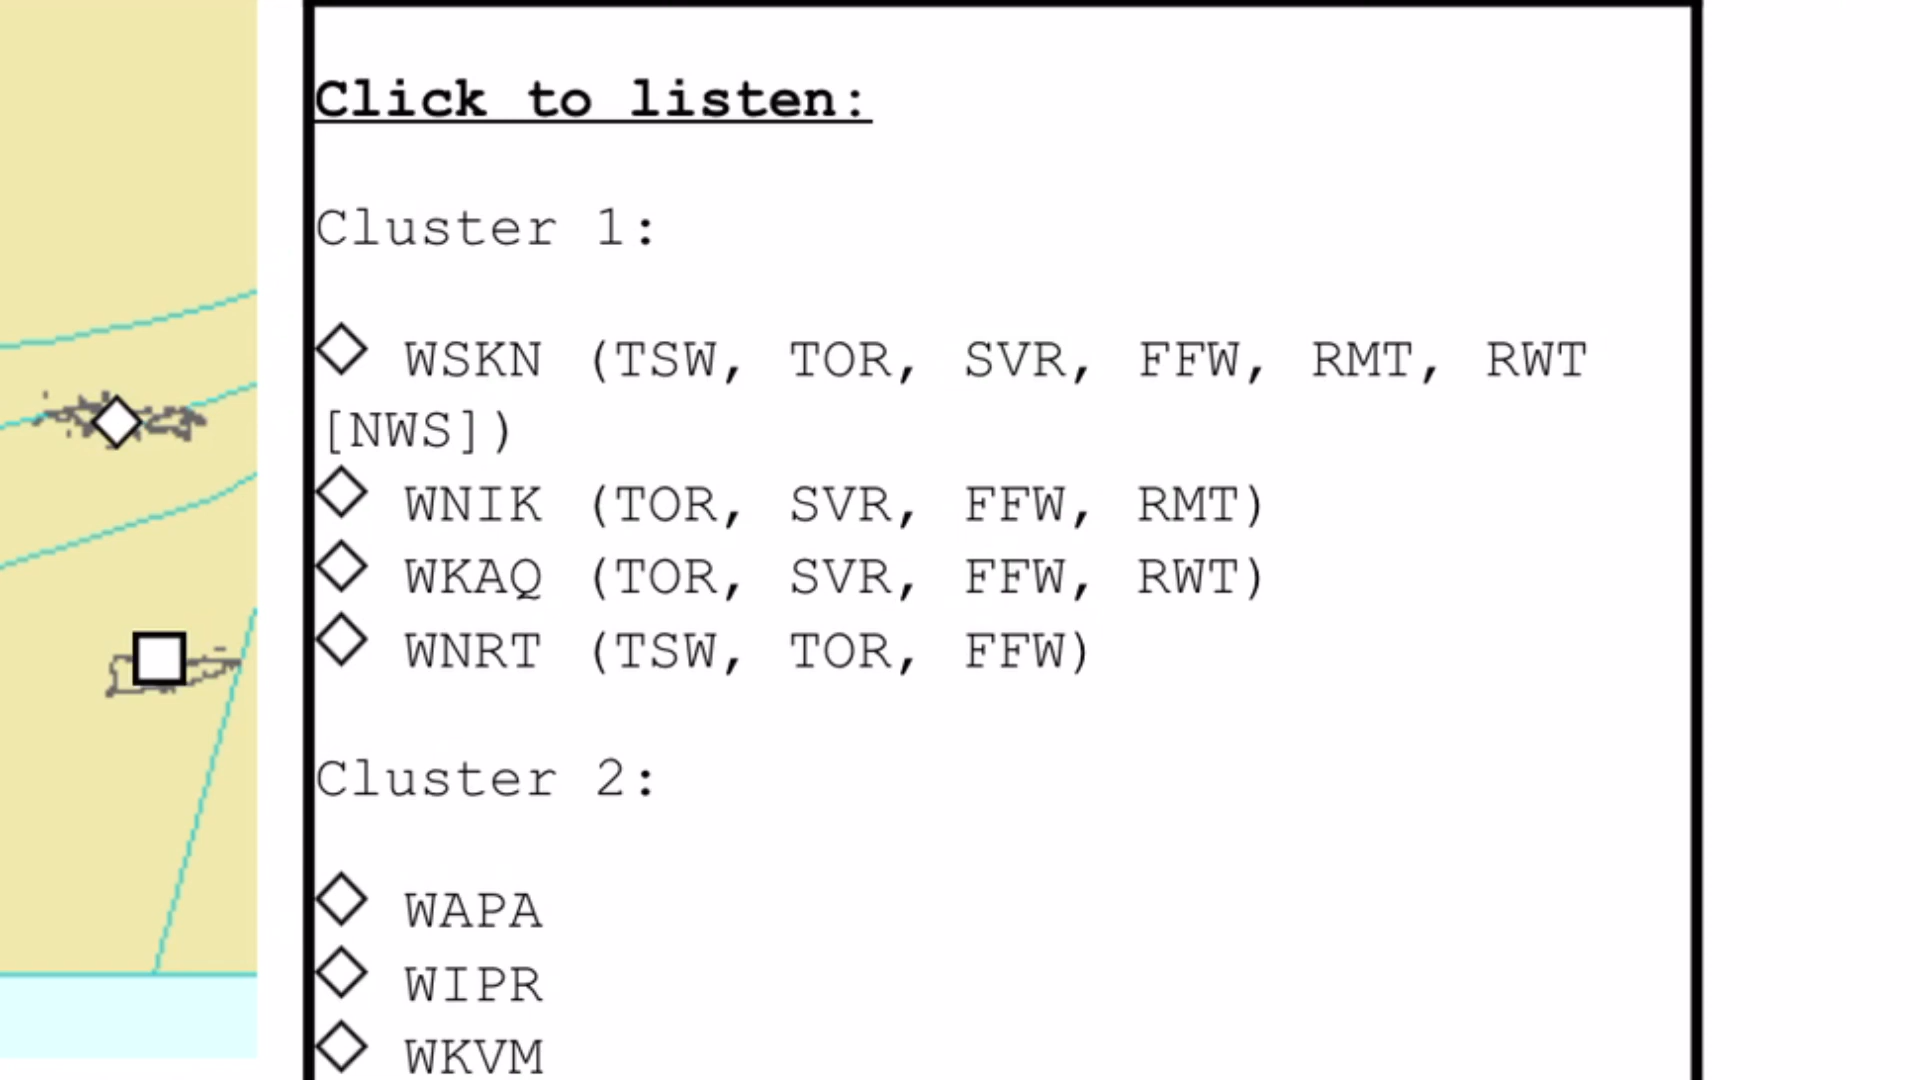 Click to listen:
Cluster 1:
WSKN (TSW, TOR, SVR, FFW, RMT, RWT
[NWS])
WNIK (TOR, SVR, FFW, RMT)
WKAQ (TOR, SVR, FFW, RWT)
WNRT (TSW, TOR, FFW)
Cluster 2:
WAPA
WIPR
WKVM